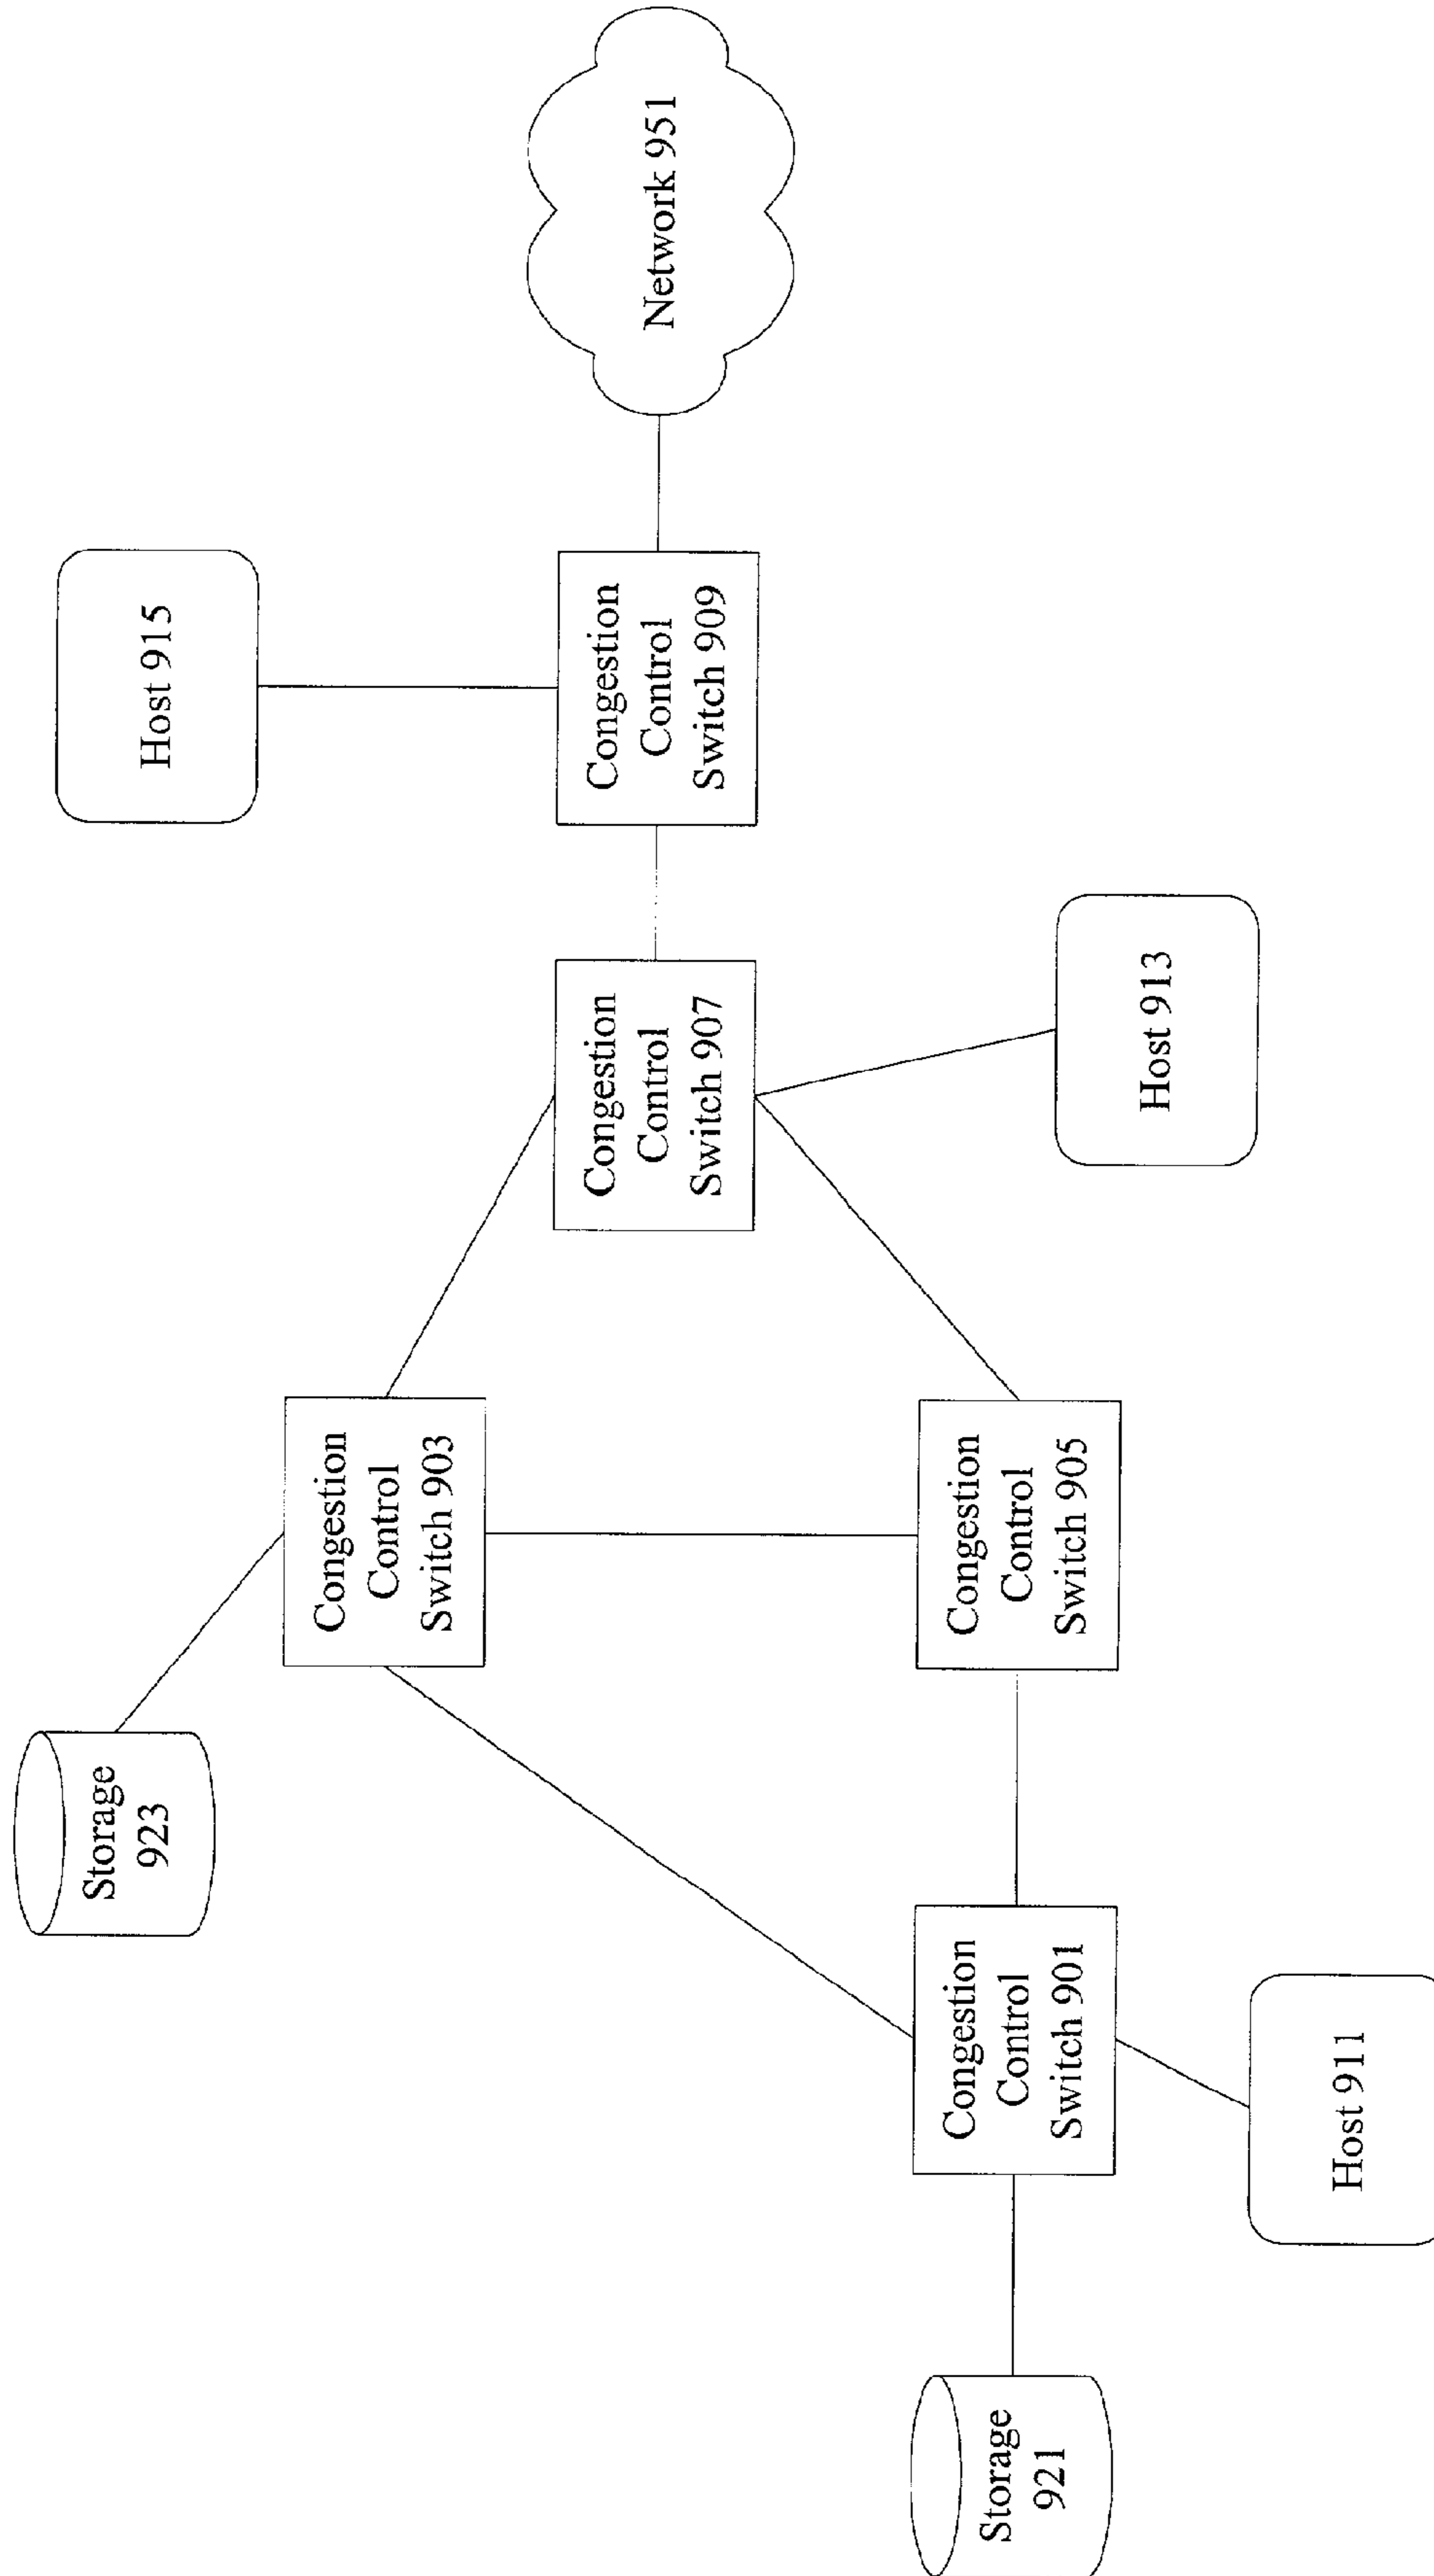 Storage
923
Host 915
Congestion
Control
Switch 903
Congestion
Control
Switch 907
Congestion
Control
Switch 909
Network 951
Storage
921
Congestion
Control
Switch 901
Congestion
Control
Switch 905
Host 913
Host 911